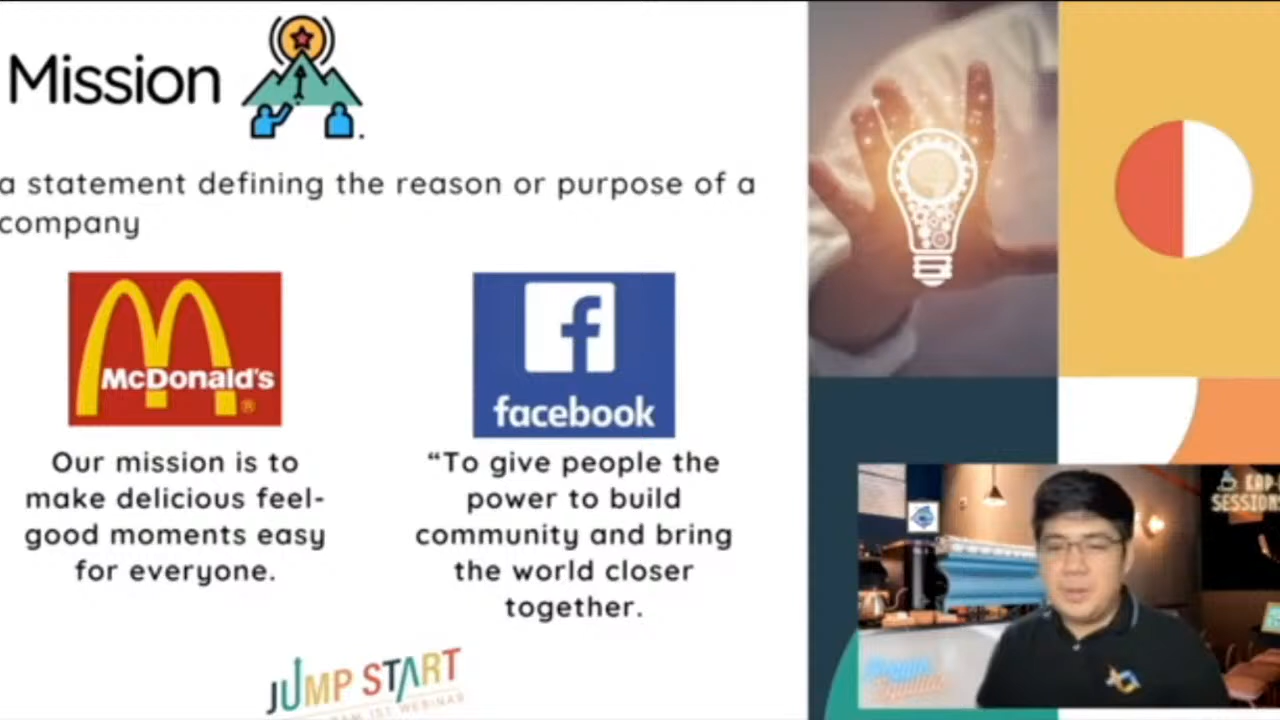 Mission
a statement defining the reason or purpose of a
company
McDonald's
®
Our mission is to
make delicious feel-
good moments easy
for everyone.
facebook
“To give people the
power to build
community and bring
the world closer
together.
JUMP START
WEBINAR
SESSIONS